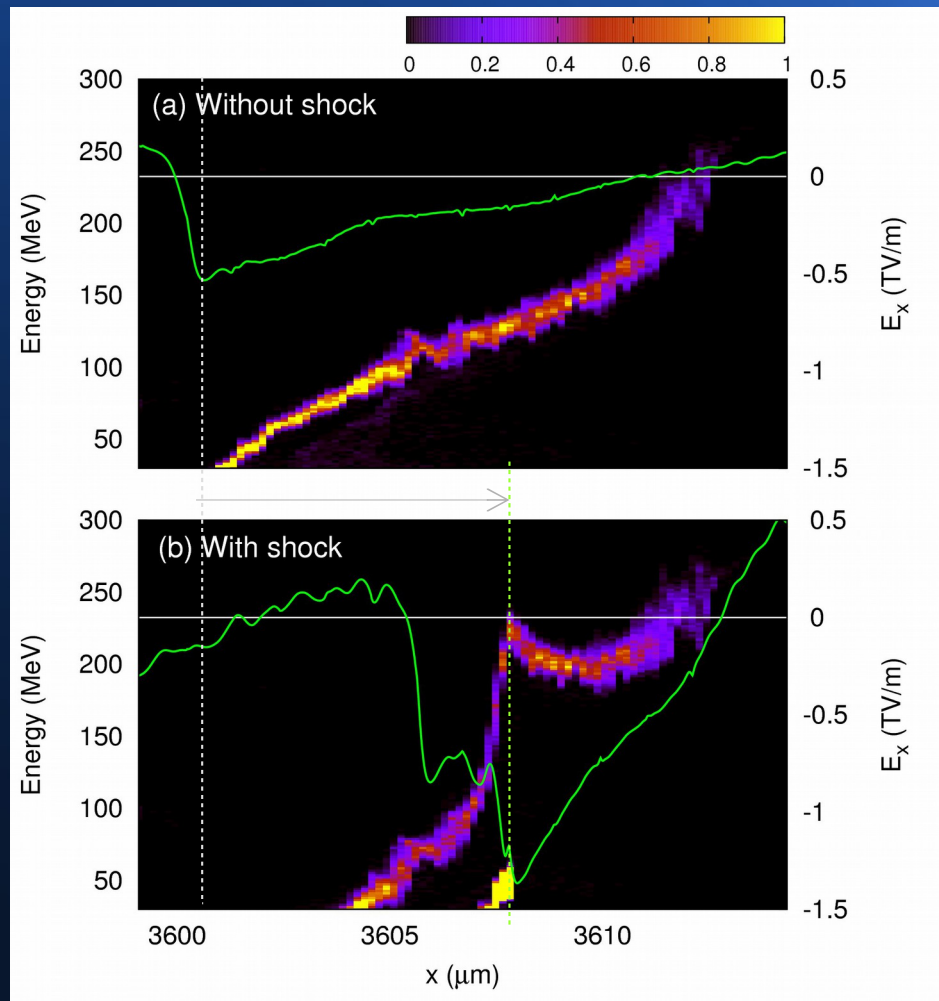 0 0.2 0.4 0.6 0.8 1
(a) Without shock
300
250
200
150
100
50
Energy (MeV)
0.5
0
-0.5
-1
-1.5
E_x (TV/m)
(b) With shock
300
250
200
150
100
50
Energy (MeV)
0.5
0
-0.5
-1
-1.5
E_x (TV/m)
3600 3605 3610
x (μm)